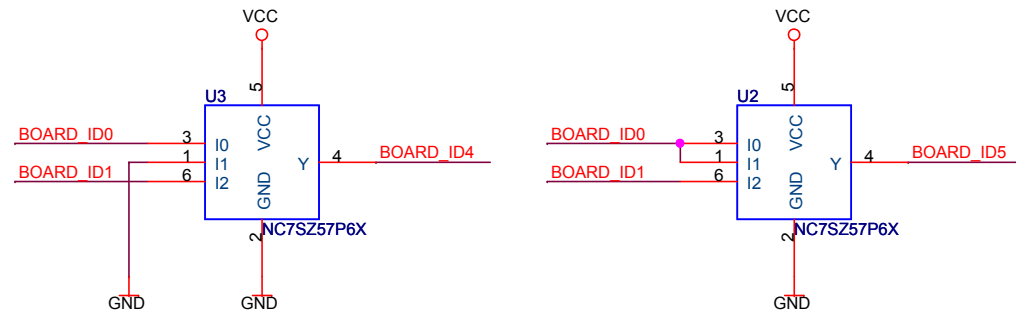 VCC
5
U3
BOARD_ID0
3
I0
VCC
1
I1
Y
4
BOARD_ID4
BOARD_ID1
6
I2
GND
NC7SZ57P6X
2
GND
GND
VCC
5
U2
BOARD_ID0
3
I0
VCC
1
I1
Y
4
BOARD_ID5
BOARD_ID1
6
I2
GND
NC7SZ57P6X
2
GND